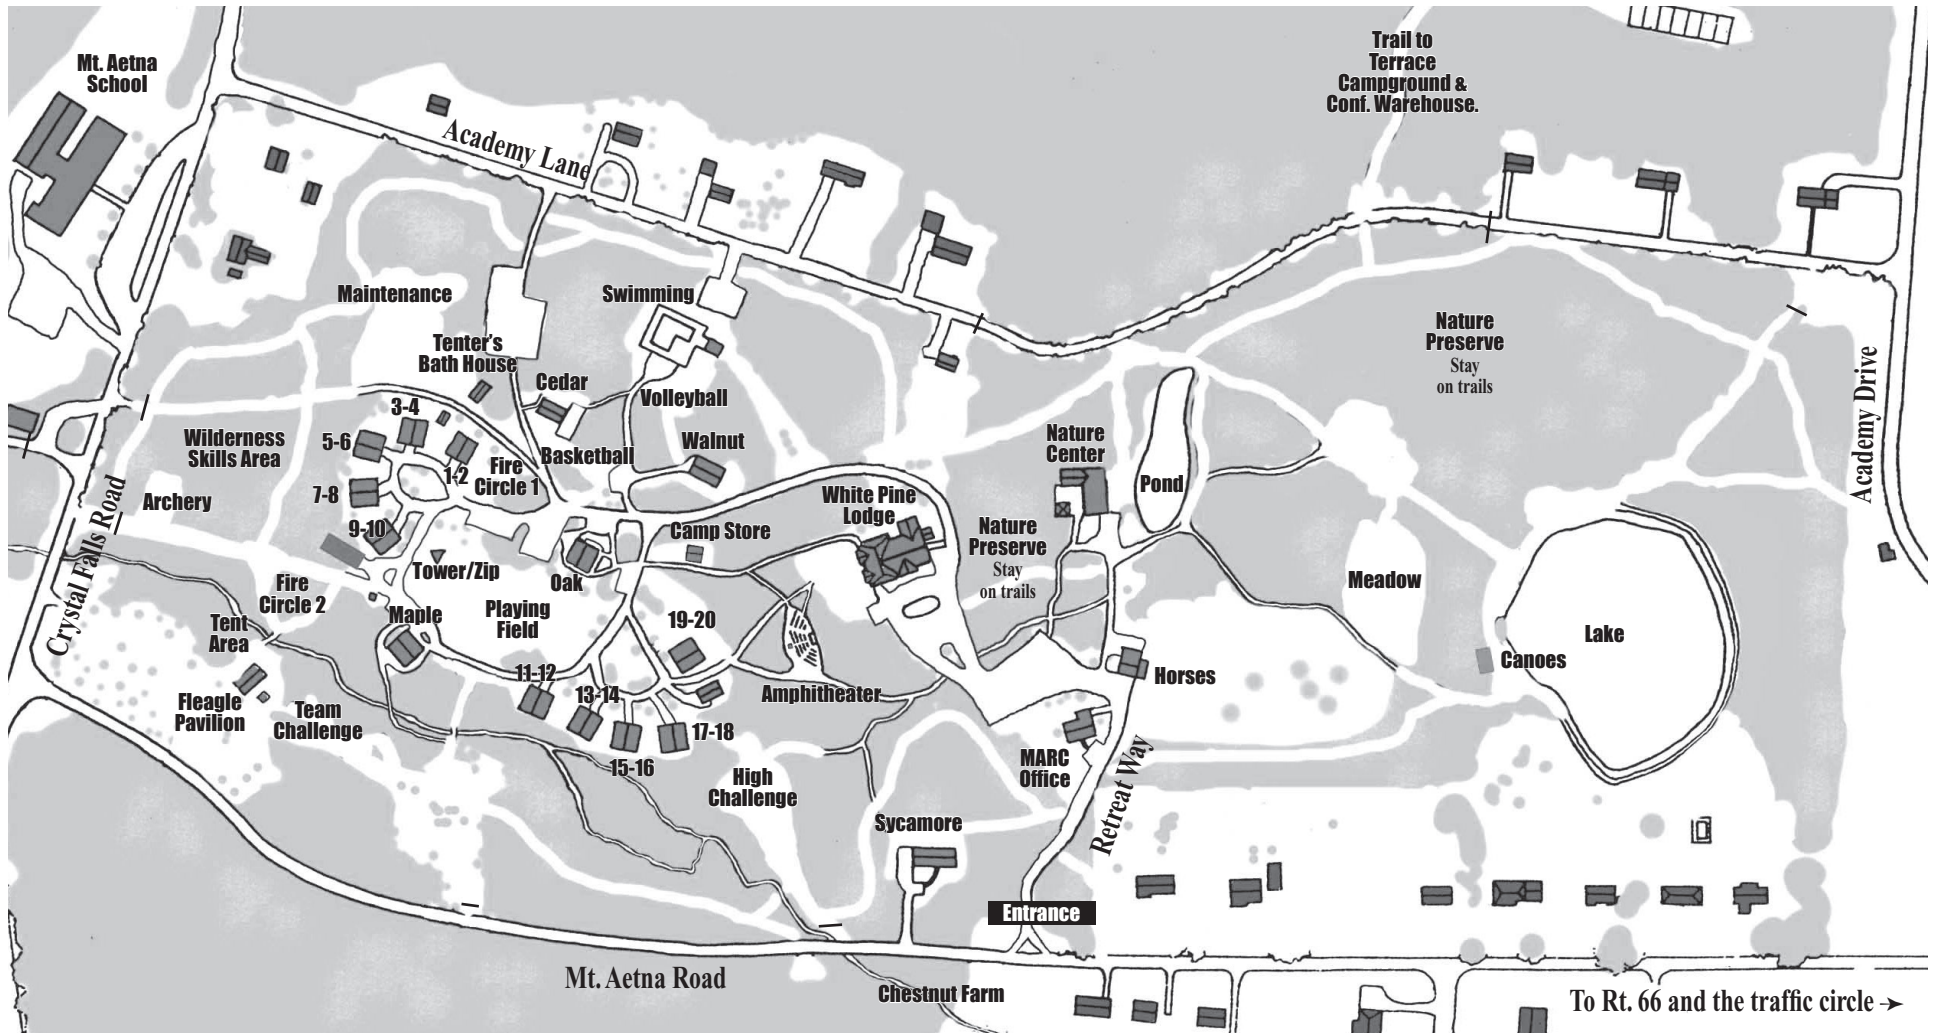 Mt. Aetna
School
Trail to
Terrace
Campground &
Conf. Warehouse.
Academy Lane
Maintenance
Swimming
Tenter's
Bath House
Nature
Preserve
Stay
on trails
Academy Drive
Cedar
Volleyball
3-4
5-6
Wilderness
Skills Area
1-2
Fire
Circle 1
Basketball
Walnut
Nature
Center
Pond
7-8
Archery
9-10
White Pine
Lodge
Camp Store
Nature
Preserve
Stay
on trails
Crystal Falls Road
Tower/Zip
Oak
Fire
Circle 2
Maple
Playing
Field
19-20
Meadow
Tent
Area
Lake
Canoes
11-12
13-14
Amphitheater
Horses
Fleagle
Pavilion
Team
Challenge
17-18
15-16
High
Challenge
MARC
Office
Retreat Way
Sycamore
Entrance
Mt. Aetna Road
Chestnut Farm
To Rt. 66 and the traffic circle